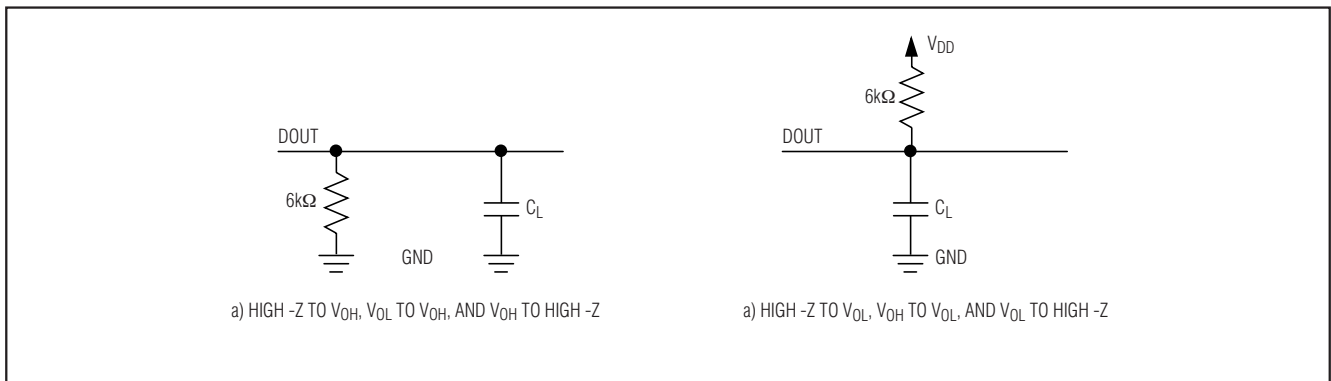 DOUT
6kΩ
C_L
GND
a) HIGH -Z TO V_OH, V_OL TO V_OH, AND V_OH TO HIGH -Z
V_DD
6kΩ
DOUT
C_L
GND
a) HIGH -Z TO V_OL, V_OH TO V_OL, AND V_OL TO HIGH -Z